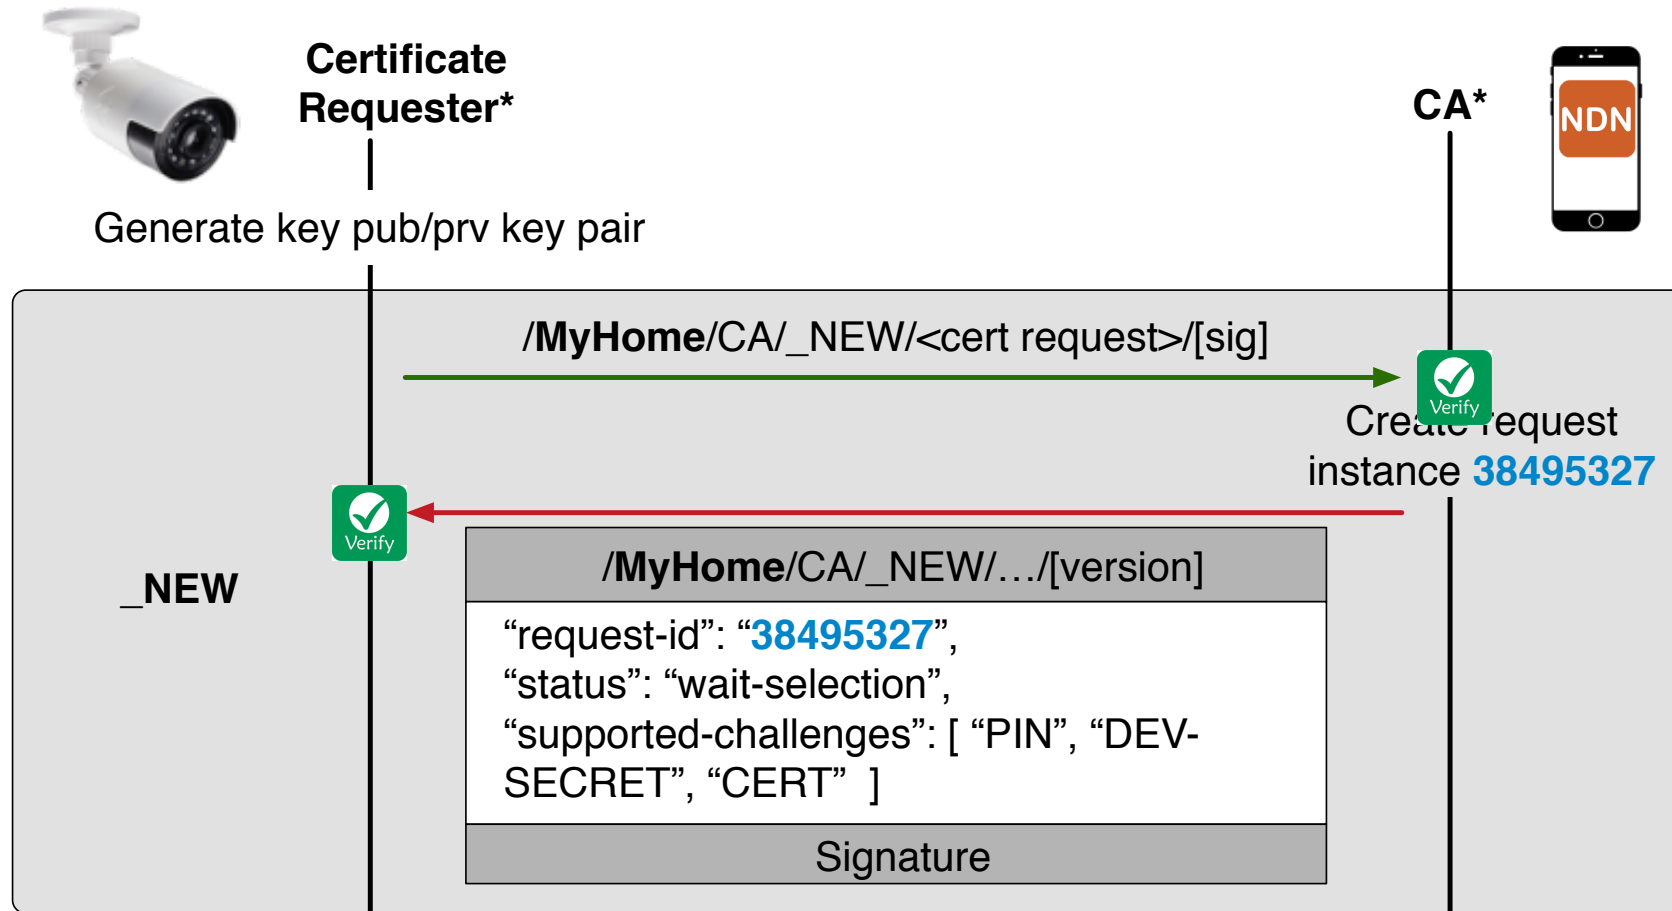 Certificate
Requester*
CA*
NDN
Generate key pub/prv key pair
/MyHome/CA/_NEW/<cert request>/[sig]
Verify
Create request
instance 38495327
Verify
_NEW
/MyHome/CA/_NEW/…/[version]
“request-id”: “38495327”,
“status”: “wait-selection”,
“supported-challenges”: [ “PIN”, “DEV-
SECRET”, “CERT”  ]
Signature